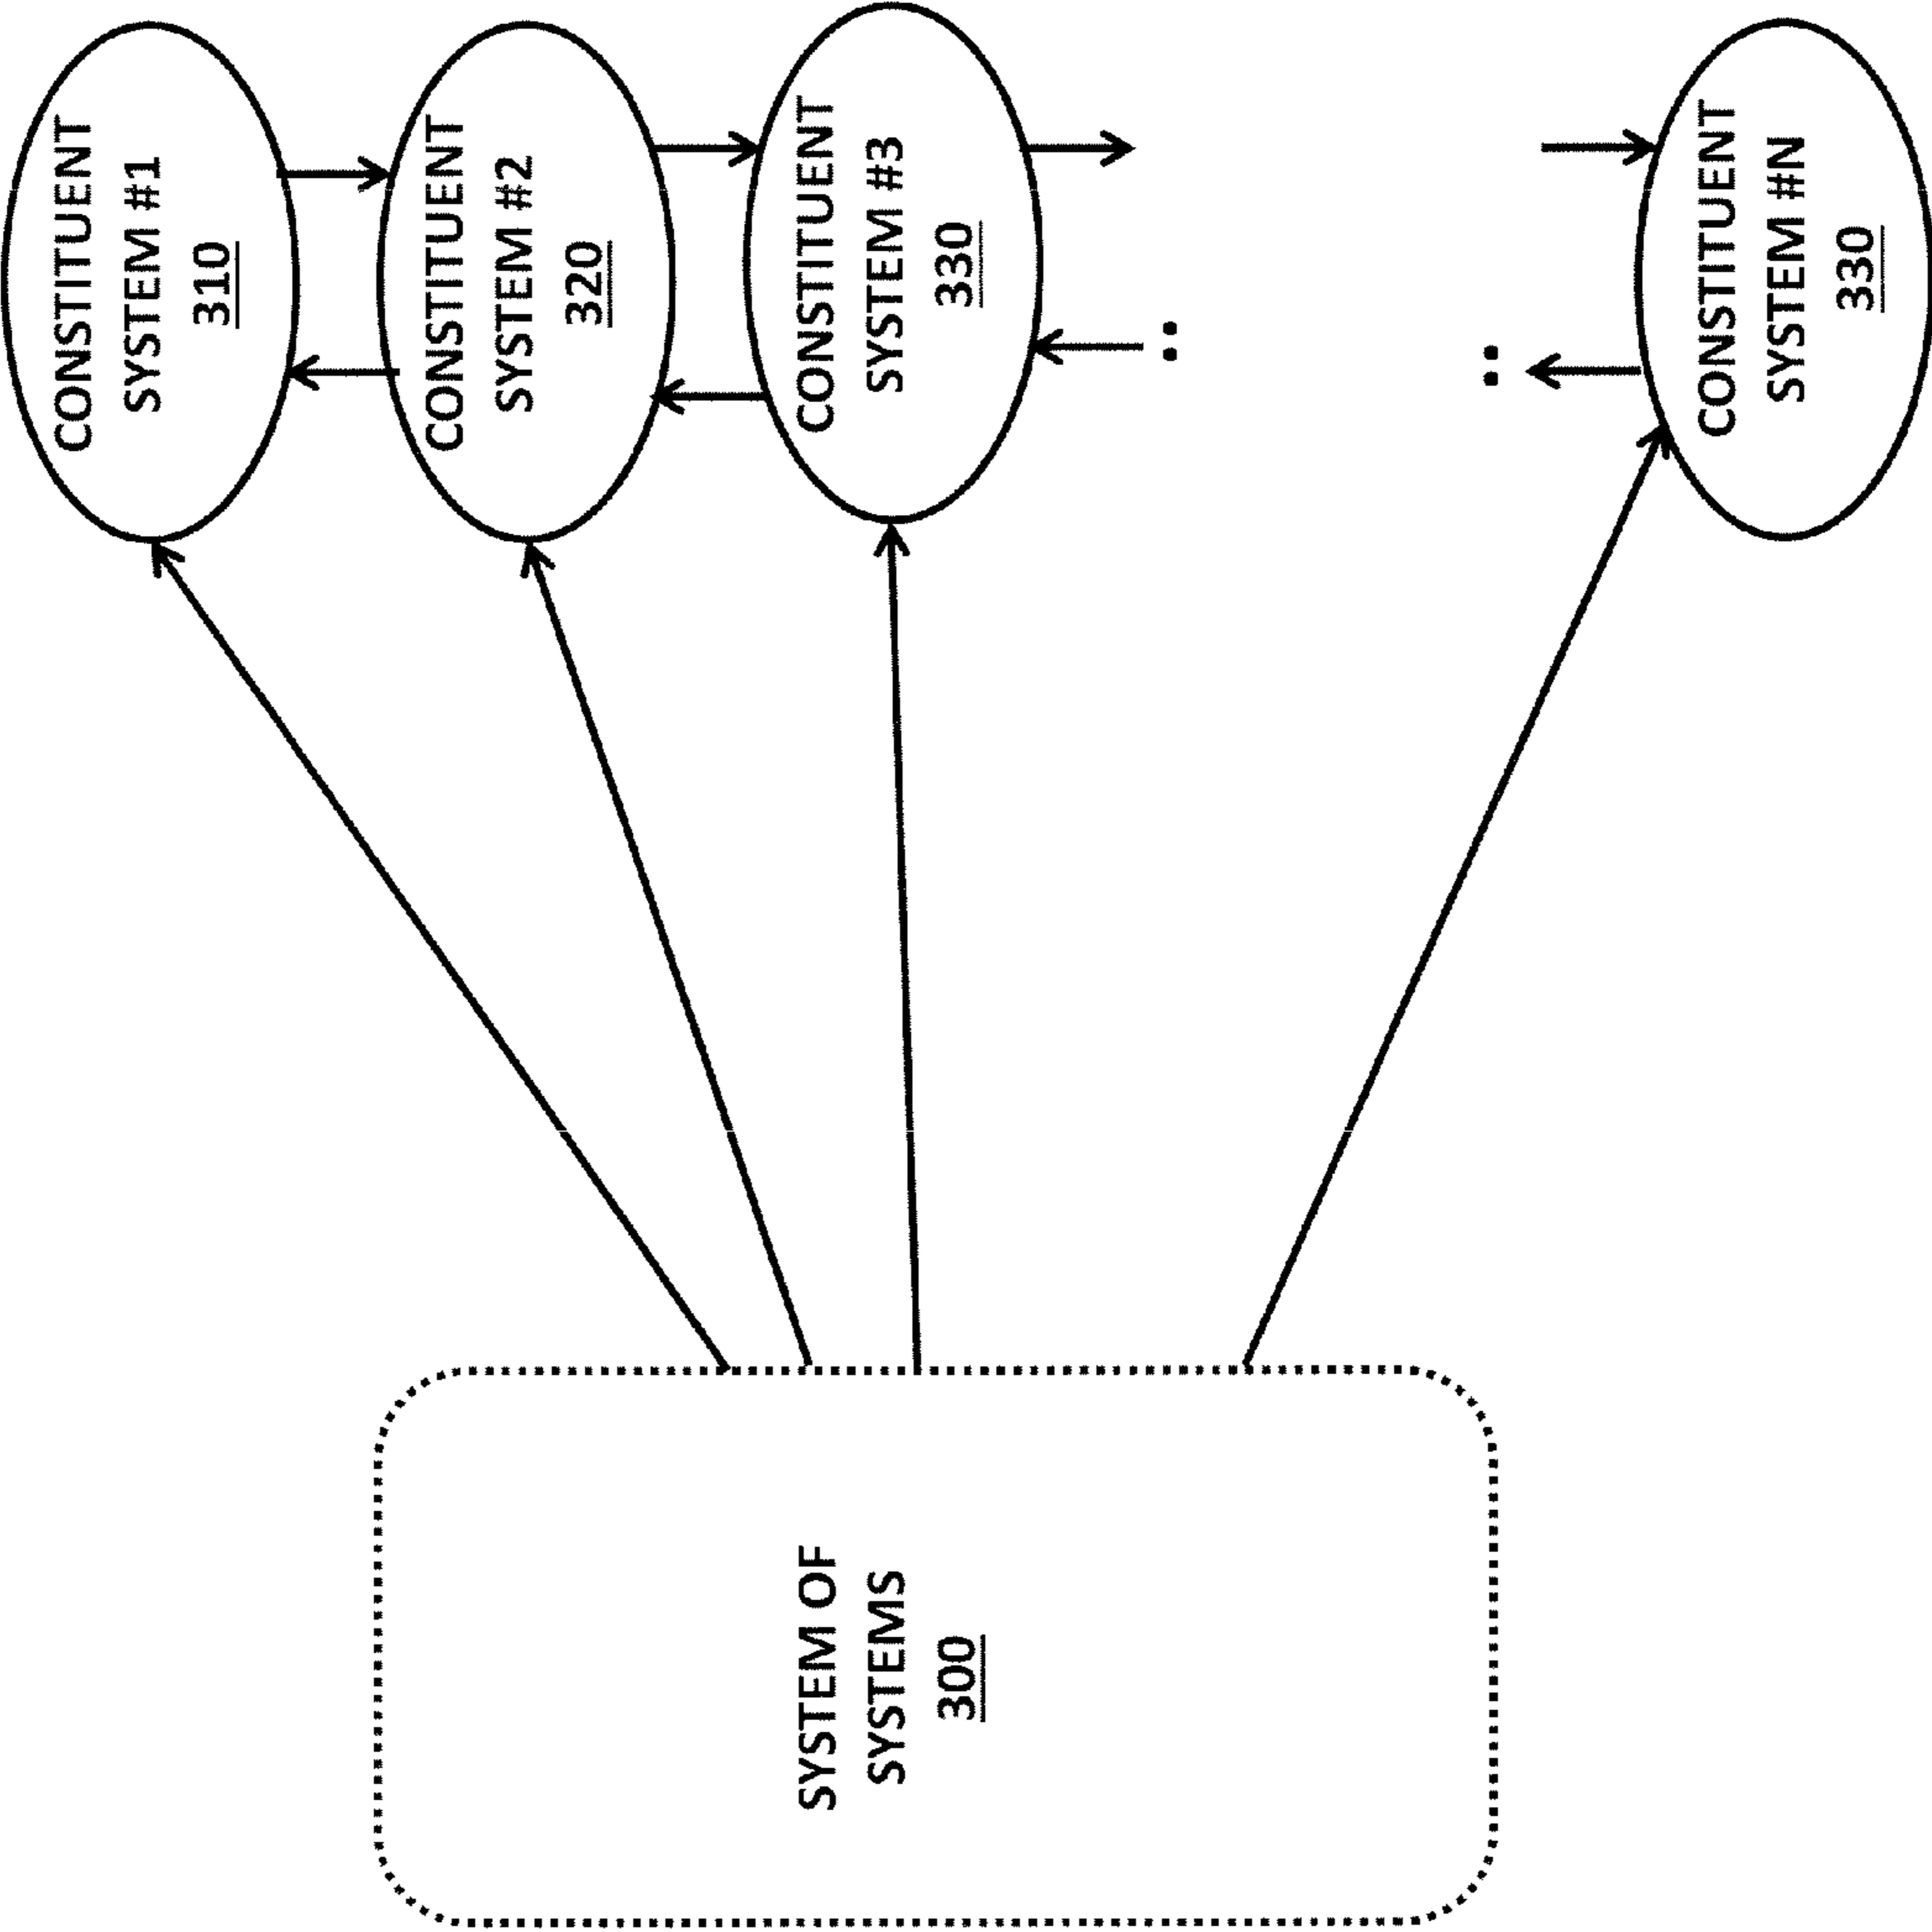 CONSTITUENT
SYSTEM #1
310
CONSTITUENT
SYSTEM #2
320
CONSTITUENT
SYSTEM #3
330
CONSTITUENT
SYSTEM #N
330
SYSTEM OF
SYSTEMS
300